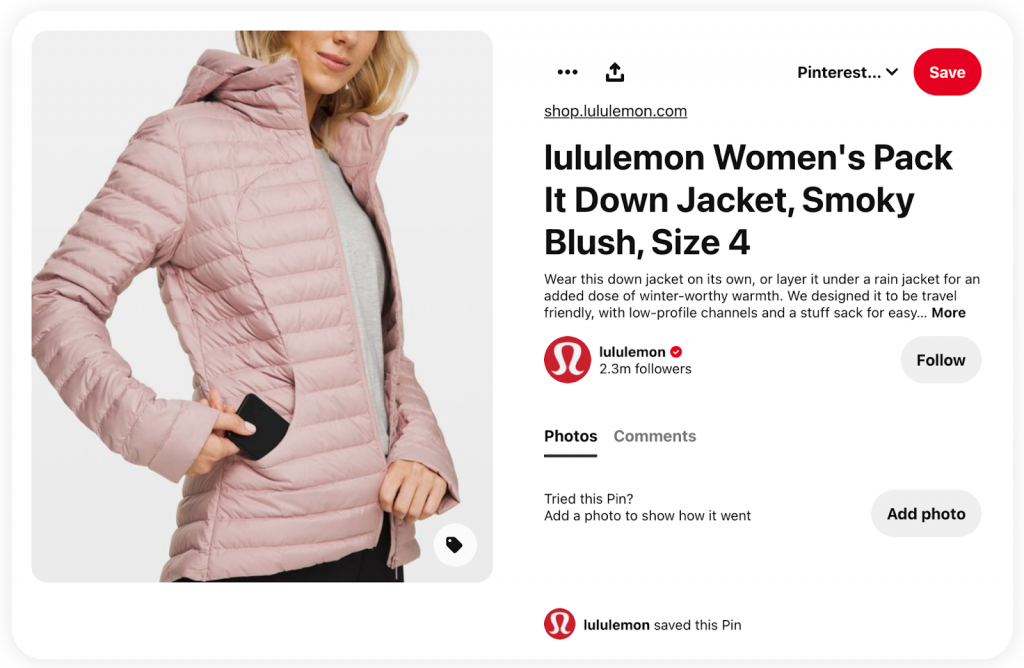 Pinterest...
Save
shop.lululemon.com
lululemon Women's Pack
It Down Jacket, Smoky
Blush, Size 4
Wear this down jacket on its own, or layer it under a rain jacket for an
added dose of winter-worthy warmth. We designed it to be travel
friendly, with low-profile channels and a stuff sack for easy... More
lululemon
2.3m followers
Follow
Photos Comments
Tried this Pin?
Add a photo to show how it went
Add photo
lululemon saved this Pin